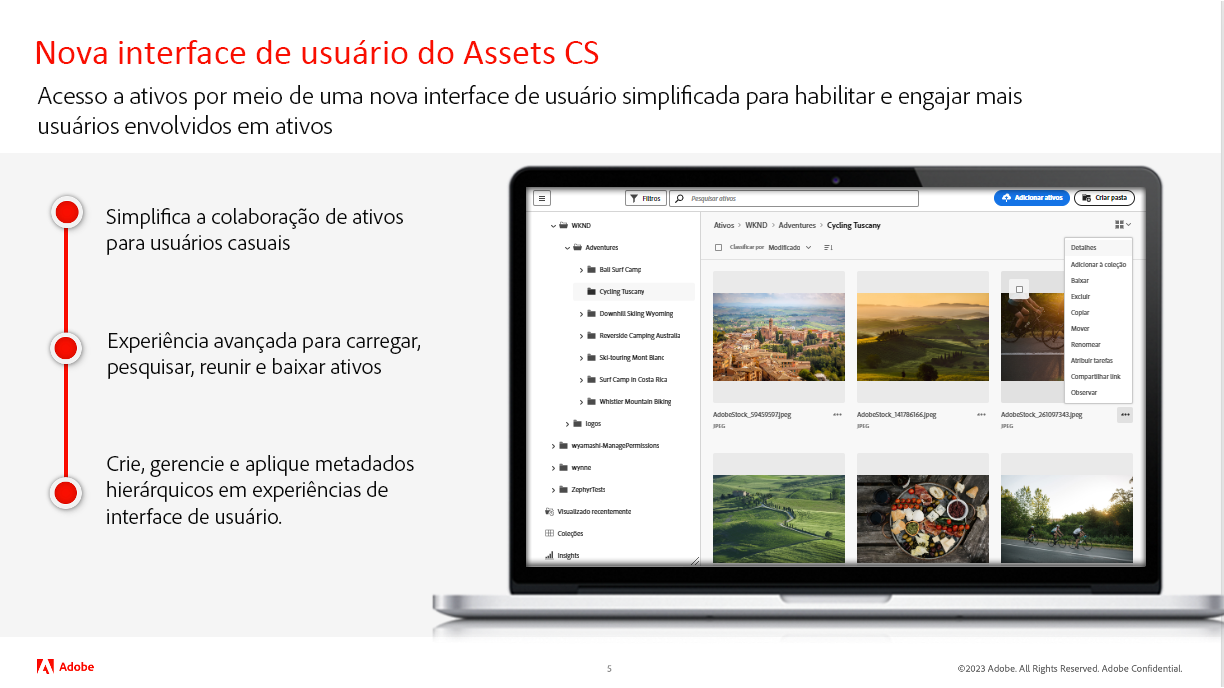 Nova interface de usuário do Assets CS
Acesso a ativos por meio de uma nova interface de usuário simplificada para habilitar e engajar mais
usuários envolvidos em ativos
Simplifica a colaboração de ativos
para usuários casuais
Experiência avançada para carregar,
pesquisar, reunir e baixar ativos
Crie, gerencie e aplique metadados
hierárquicos em experiências de
interface de usuário.
Filtros
Pesquisar ativos
Adicionar ativos
Criar pasta
WKND
Adventures
Bali Surf Camp
Cycling Tuscany
Downhill Skiing Wyoming
Reverside Camping Australia
Ski-touring Mont Blanc
Surf Camp in Costa Rica
Whistler Mountain Biking
logos
wyamashi-ManagePermissions
wynne
ZephyrTests
Visualizado recentemente
Coleções
Insights
Ativos > WKND > Adventures > Cycling Tuscany
Classificar por Modificado
Detalhes
Adicionar à coleção
Baixar
Excluir
Copiar
Mover
Renomear
Atribuir tarefas
Compartilhar link
Observar
AdobeStock_59459597.jpeg
JPEG
AdobeStock_141786166.jpeg
JPEG
AdobeStock_261097343.jpeg
JPEG
Adobe
5
©2023 Adobe. All Rights Reserved. Adobe Confidential.